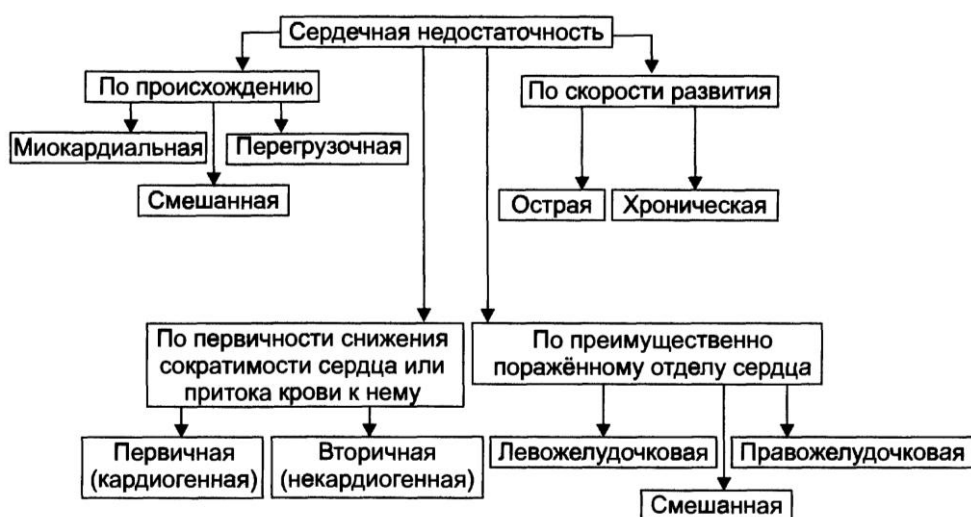 Сердечная недостаточность
По происхождению
По скорости развития
Миокардиальная
Перегрузочная
Смешанная
Острая
Хроническая
По первичности снижения
сократимости сердца или
притока крови к нему
По преимущественно
поражённому отделу сердца
Первичная
(кардиогенная)
Вторичная
(некардиогенная)
Левожелудочковая
Правожелудочковая
Смешанная